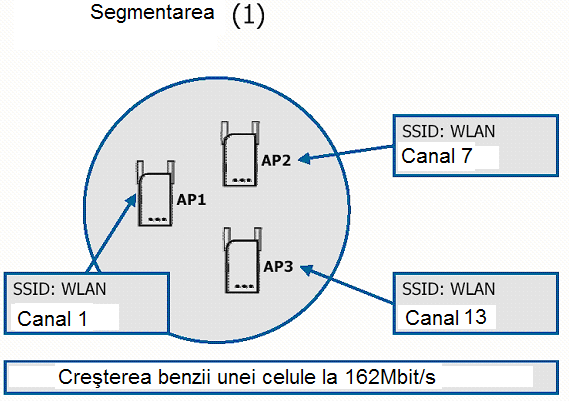 Segmentarea (1)
AP2
AP1
AP3
SSID: WLAN
Canal 7
SSID: WLAN
Canal 1
SSID: WLAN
Canal 13
Creşterea benzii unei celule la 162Mbit/s